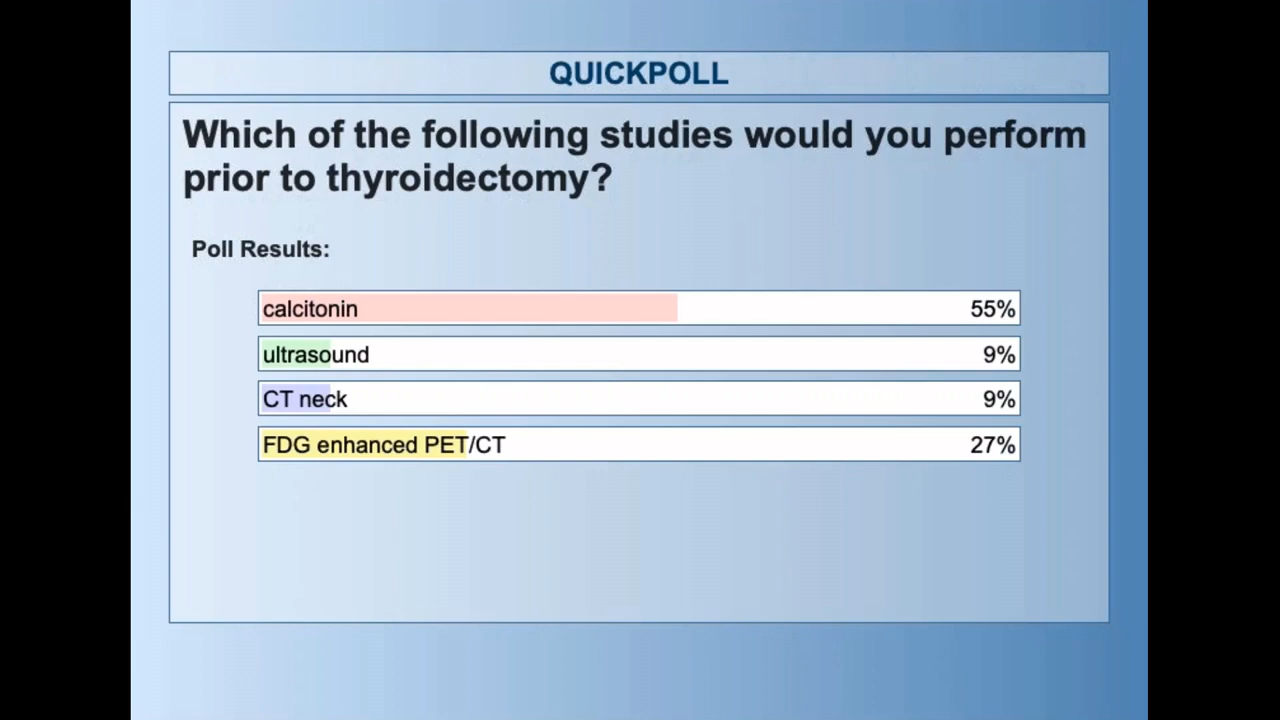 QUICKPOLL
Which of the following studies would you perform
prior to thyroidectomy?
Poll Results:
calcitonin 55%
ultrasound 9%
CT neck 9%
FDG enhanced PET/CT 27%